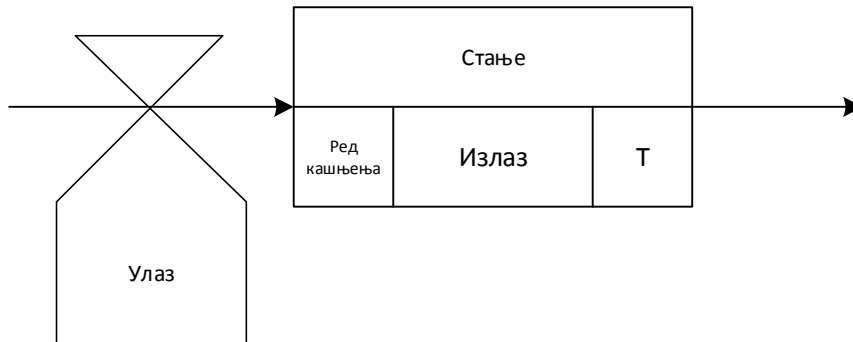 Стање
Ред
кашњења
Излаз
Т
Улаз